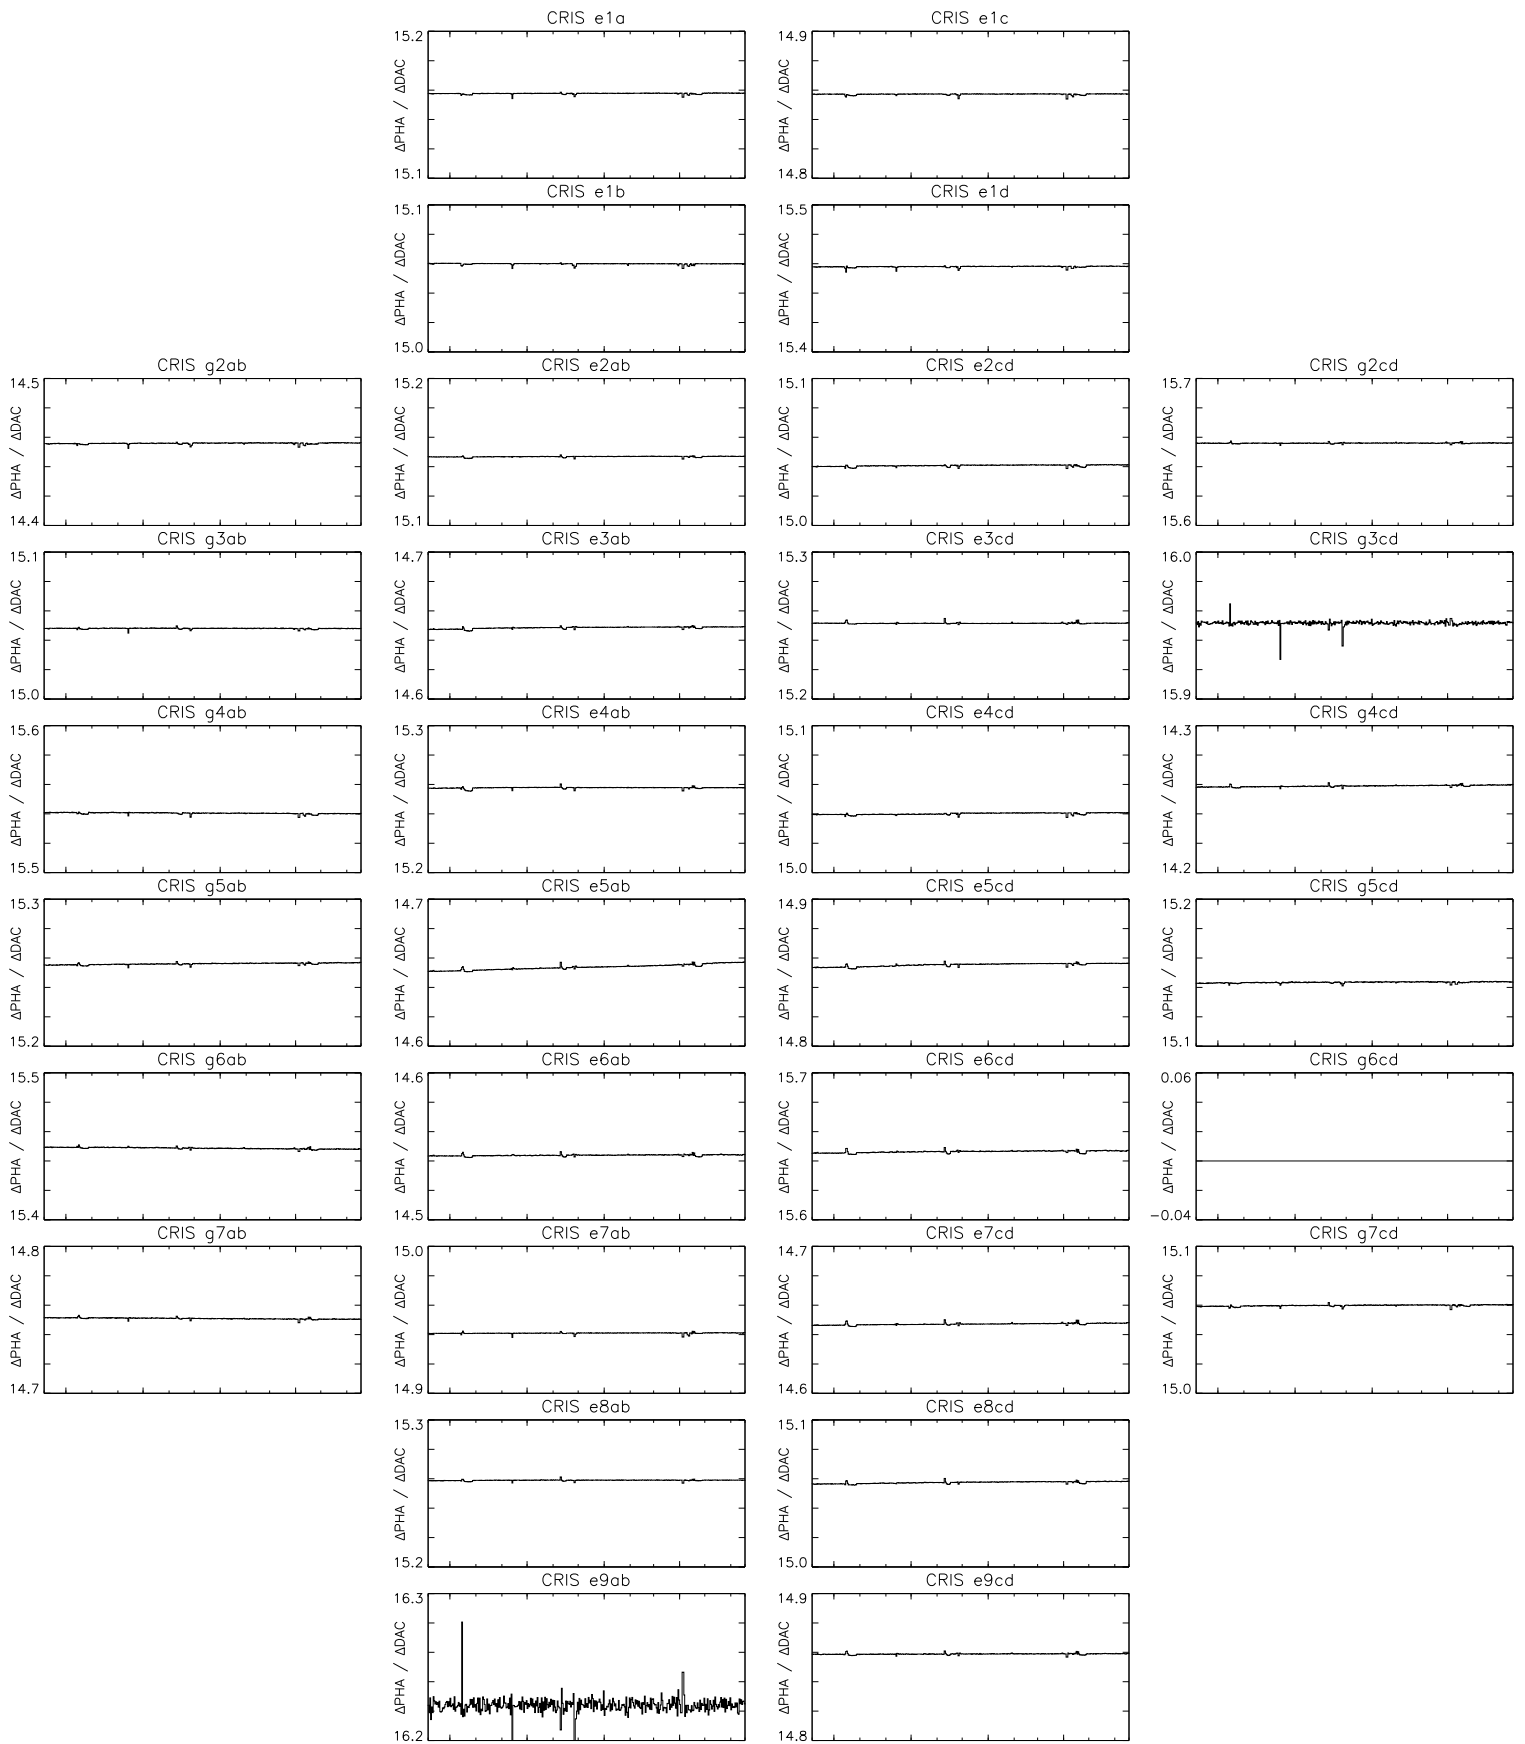 CRIS e1a
15.2
ΔPHA / ΔDAC
15.1
CRIS e1c
14.9
ΔPHA / ΔDAC
14.8
CRIS e1b
15.1
ΔPHA / ΔDAC
15.0
CRIS e1d
15.5
ΔPHA / ΔDAC
15.4
CRIS g2ab
14.5
ΔPHA / ΔDAC
14.4
CRIS e2ab
15.2
ΔPHA / ΔDAC
15.1
CRIS e2cd
15.1
ΔPHA / ΔDAC
15.0
CRIS g2cd
15.7
ΔPHA / ΔDAC
15.6
CRIS g3ab
15.1
ΔPHA / ΔDAC
15.0
CRIS e3ab
14.7
ΔPHA / ΔDAC
14.6
CRIS e3cd
15.3
ΔPHA / ΔDAC
15.2
CRIS g3cd
16.0
ΔPHA / ΔDAC
15.9
CRIS g4ab
15.6
ΔPHA / ΔDAC
15.5
CRIS e4ab
15.3
ΔPHA / ΔDAC
15.2
CRIS e4cd
15.1
ΔPHA / ΔDAC
15.0
CRIS g4cd
14.3
ΔPHA / ΔDAC
14.2
CRIS g5ab
15.3
ΔPHA / ΔDAC
15.2
CRIS e5ab
14.7
ΔPHA / ΔDAC
14.6
CRIS e5cd
14.9
ΔPHA / ΔDAC
14.8
CRIS g5cd
15.2
ΔPHA / ΔDAC
15.1
CRIS g6ab
15.5
ΔPHA / ΔDAC
15.4
CRIS e6ab
14.6
ΔPHA / ΔDAC
14.5
CRIS e6cd
15.7
ΔPHA / ΔDAC
15.6
CRIS g6cd
0.06
ΔPHA / ΔDAC
−0.04
CRIS g7ab
14.8
ΔPHA / ΔDAC
14.7
CRIS e7ab
15.0
ΔPHA / ΔDAC
14.9
CRIS e7cd
14.7
ΔPHA / ΔDAC
14.6
CRIS g7cd
15.1
ΔPHA / ΔDAC
15.0
CRIS e8ab
15.3
ΔPHA / ΔDAC
15.2
CRIS e8cd
15.1
ΔPHA / ΔDAC
15.0
CRIS e9ab
16.3
ΔPHA / ΔDAC
16.2
CRIS e9cd
14.9
ΔPHA / ΔDAC
14.8